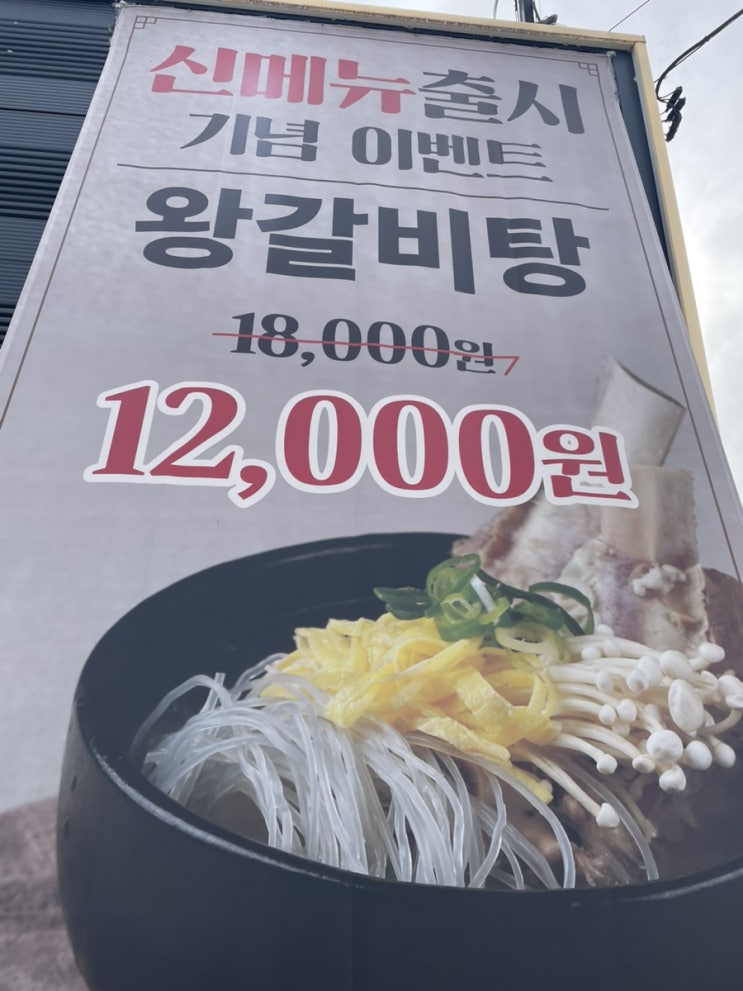 신메뉴출시
기념 이벤트
왕갈비탕
18,000원
12,000원